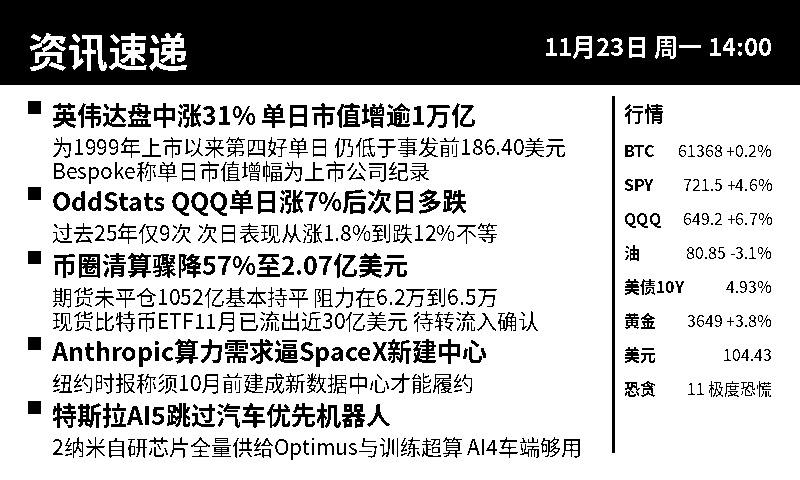 资讯速递
11月23日 周一 14:00
英伟达盘中涨31% 单日市值增逾1万亿
为1999年上市以来第四好单日 仍低于事发前186.40美元
Bespoke称单日市值增幅为上市公司纪录
OddStats QQQ单日涨7%后次日多跌
过去25年仅9次 次日表现从涨1.8%到跌12%不等
币圈清算骤降57%至2.07亿美元
期货未平仓1052亿基本持平 阻力在6.2万到6.5万
现货比特币ETF11月已流出近30亿美元 待转流入确认
Anthropic算力需求逼SpaceX新建中心
纽约时报称须10月前建成新数据中心才能履约
特斯拉AI5跳过汽车优先机器人
2纳米自研芯片全量供给Optimus与训练超算 AI4车端够用
行情
BTC 61368 +0.2%
SPY 721.5 +4.6%
QQQ 649.2 +6.7%
油 80.85 -3.1%
美债10Y 4.93%
黄金 3649 +3.8%
美元 104.43
恐贪 11 极度恐慌